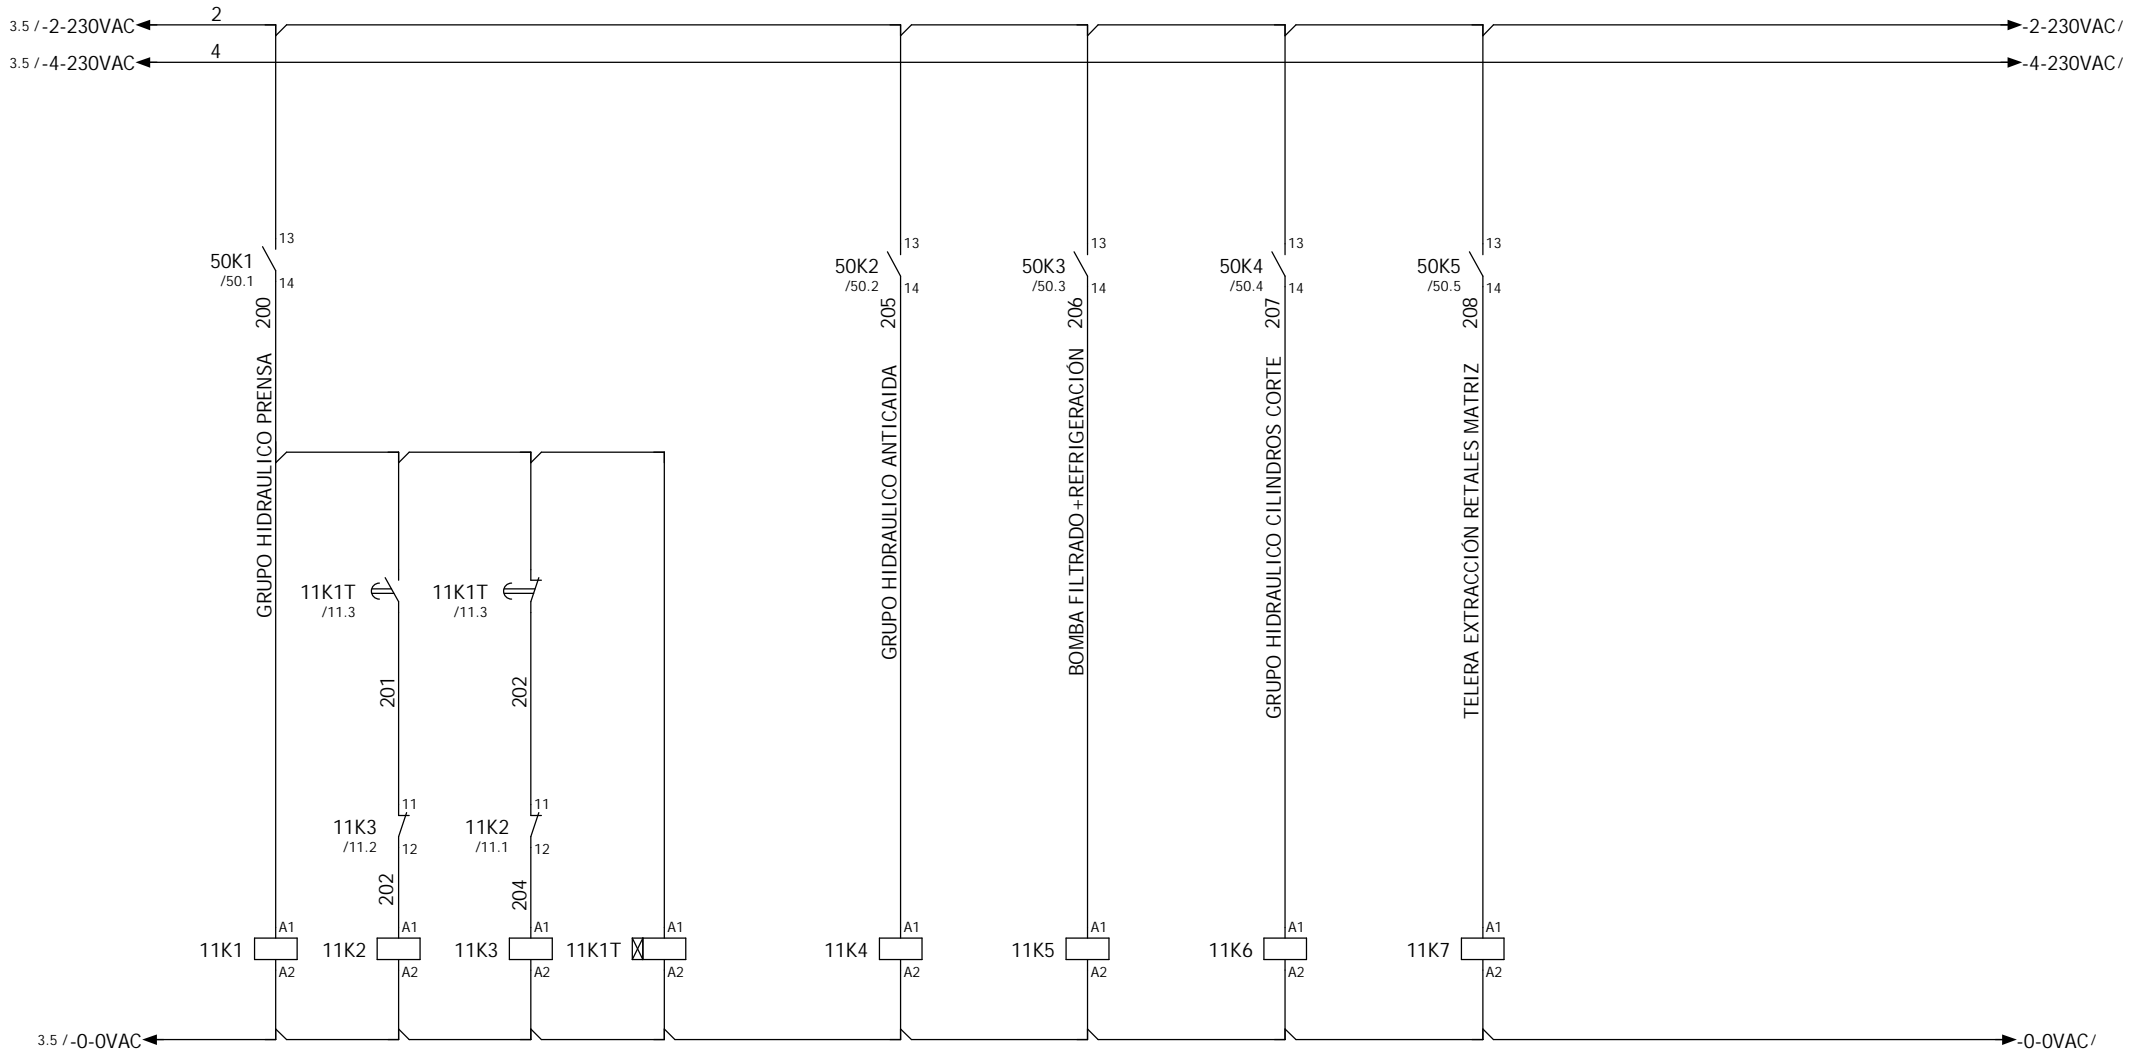 2
3.5 / -2-230VAC
-2-230VAC /
4
3.5 / -4-230VAC
-4-230VAC /
13
50K1
/50.1
14
200
GRUPO HIDRAULICO PRENSA
13
50K2
/50.2
14
205
GRUPO HIDRAULICO ANTICAIDA
13
50K3
/50.3
14
206
BOMBA FILTRADO+REFRIGERACIÓN
13
50K4
/50.4
14
207
GRUPO HIDRAULICO CILINDROS CORTE
13
50K5
/50.5
14
208
TELERA EXTRACCIÓN RETALES MATRIZ
11K1T
/11.3
11K1T
/11.3
201
202
11
11K3
/11.2
12
11
11K2
/11.1
12
202
204
A1
11K1
A2
A1
11K2
A2
A1
11K3
A2
A1
11K1T
A2
A1
11K4
A2
A1
11K5
A2
A1
11K6
A2
A1
11K7
A2
3.5 / -0-0VAC
-0-0VAC /